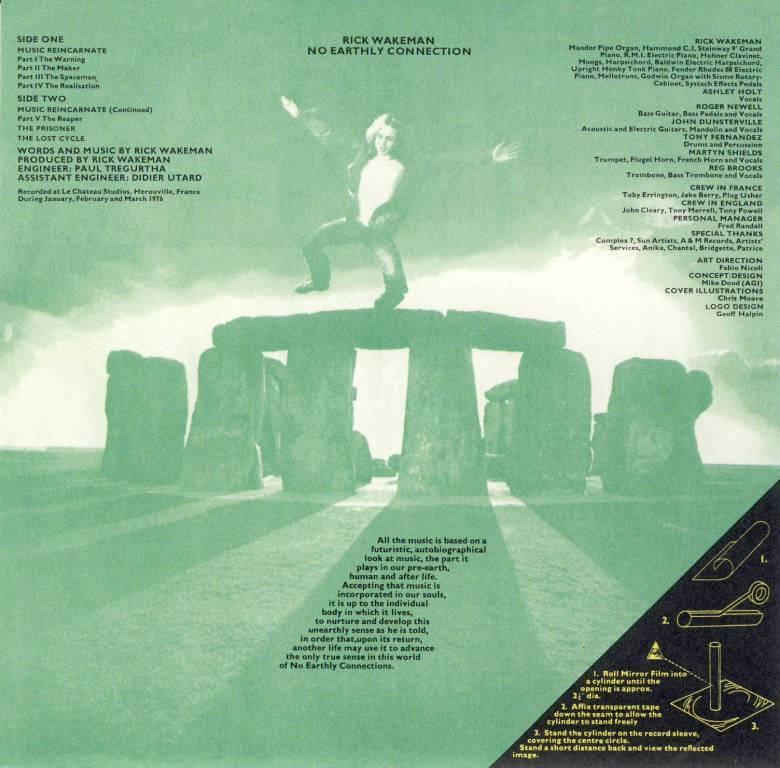 SIDE ONE
MUSIC REINCARNATE
Part I The Warning
Part II The Maker
Part III The Spaceman
Part IV The Realisation
SIDE TWO
MUSIC REINCARNATE (Continued)
Part V The Reaper
THE PRISONER
THE LOST CYCLE
WORDS AND MUSIC BY RICK WAKEMAN
PRODUCED BY RICK WAKEMAN
ENGINEER: PAUL TREGURTHA
ASSISTANT ENGINEER: DIDIER UTARD
Recorded at Le Chateau Studios, Herouville, France
During January, February and March 1976
RICK WAKEMAN
NO EARTHLY CONNECTION
RICK WAKEMAN
Mander Pipe Organ, Hammond C.3, Steinway 9' Grand
Piano, R.M.I. Electric Piano, Hohner Clavinet,
Moogs, Harpsichord, Baldwin Electric Harpsichord,
Upright Honky Tonk Piano, Fender Rhodes 88 Electric
Piano, Mellotrons, Godwin Organ with Sisme Rotary-
Cabinet, Systech Effects Pedals
ASHLEY HOLT
Vocals
ROGER NEWELL
Bass Guitar, Bass Pedals and Vocals
JOHN DUNSTERVILLE
Acoustic and Electric Guitars, Mandolin and Vocals
TONY FERNANDEZ
Drums and Percussion
MARTYN SHIELDS
Trumpet, Flugel Horn, French Horn and Vocals
REG BROOKS
Trombone, Bass Trombone and Vocals
CREW IN FRANCE
Toby Errington, Jake Berry, Plug Usher
CREW IN ENGLAND
John Cleary, Tony Merrell, Tony Powell
PERSONAL MANAGER
Fred Randall
SPECIAL THANKS
Complex 7, Sun Artists, A & M Records, Artists'
Services, Anika, Chantal, Bridgette, Patrice
ART DIRECTION
Fabio Nicoli
CONCEPT/DESIGN
Mike Doud (AGI)
COVER ILLUSTRATIONS
Chris Moore
LOGO DESIGN
Geoff Halpin
All the music is based on a
futuristic, autobiographical
look at music, the part it
plays in our pre-earth,
human and after life.
Accepting that music is
incorporated in our souls,
it is up to the individual
body in which it lives,
to nurture and develop this
unearthly sense as he is told,
in order that,upon its return,
another life may use it to advance
the only true sense in this world
of No Earthly Connections.
1.
2.
3.
1. Roll Mirror Film into
a cylinder until the
opening is approx.
2½" dia.
2. Affix transparent tape
down the seam to allow the
cylinder to stand freely
3. Stand the cylinder on the record sleeve,
covering the centre circle.
Stand a short distance back and view the reflected
image.